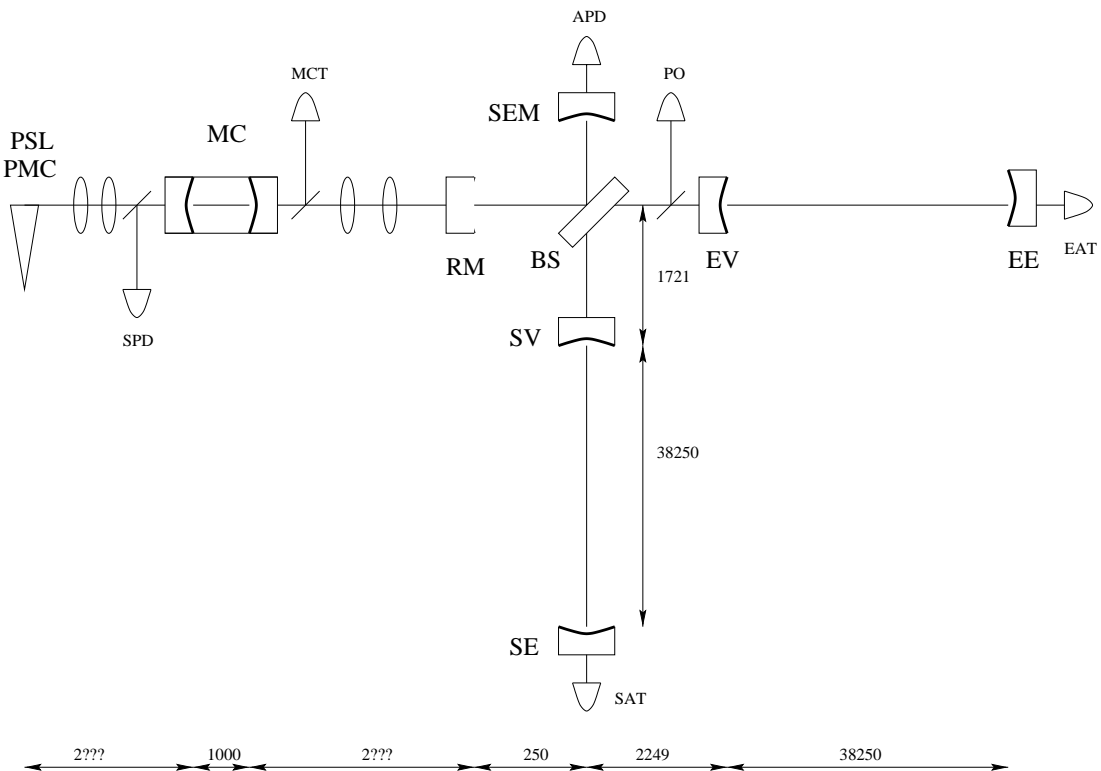 APD
MCT
PO
SEM
PSL
PMC
MC
RM
BS
EV
EE
EAT
1721
SPD
SV
38250
SE
SAT
2???
1000
2???
250
2249
38250